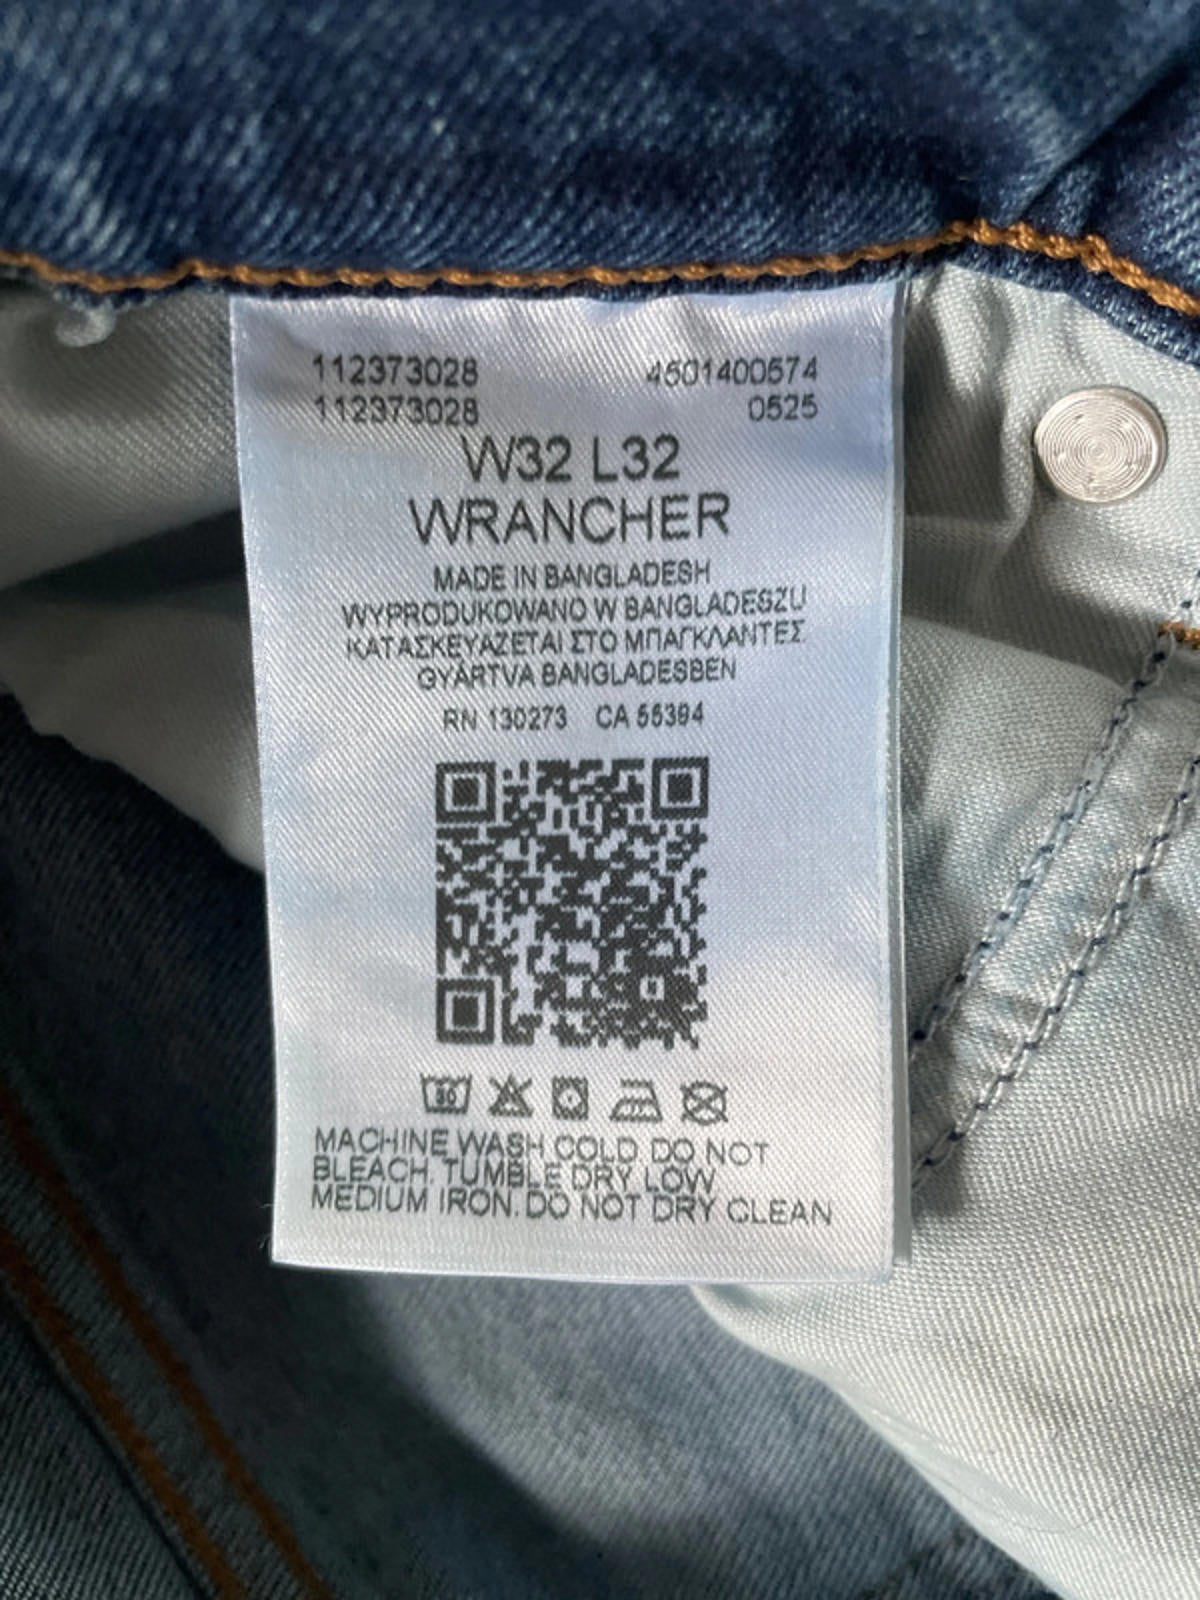 112373028 4501400574
112373028 0525
W32 L32
WRANCHER
MADE IN BANGLADESH
WYPRODUKOWANO W BANGLADESZU
ΚΑΤΑΣΚΕΥΑΖΕΤΑΙ ΣΤΟ ΜΠΑΓΚΛΑΝΤΕΣ
GYÁRTVA BANGLADESBEN
RN 130273 CA 55394
MACHINE WASH COLD DO NOT
BLEACH. TUMBLE DRY LOW
MEDIUM IRON. DO NOT DRY CLEAN